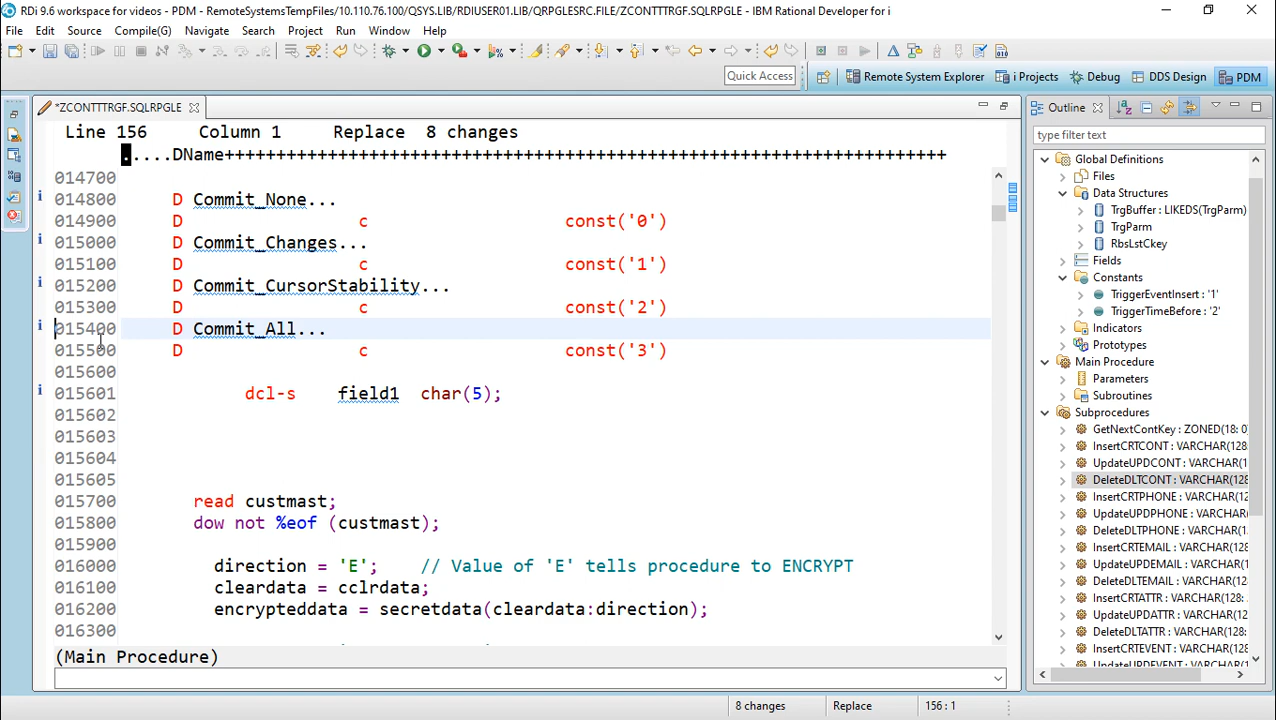 RDi 9.6 workspace for videos - PDM - RemoteSystemsTempFiles/10.110.76.100/QSYS.LIB/RDIUSER01.LIB/QRPGLESRC.FILE/ZCONTTRGF.SQLRPGLE - IBM Rational Developer for i
File Edit Source Compile(G) Navigate Search Project Run Window Help
Quick Access Remote System Explorer i Projects Debug DDS Design PDM
*ZCONTTTRGF.SQLRPGLE
Line 156 Column 1 Replace 8 changes
.....DName++++++++++++++++++++++++++++++++++++++++++++++++++++++++++++++++++++++
014700
014800 D Commit_None...
014900 D c const('0')
015000 D Commit_Changes...
015100 D c const('1')
015200 D Commit_CursorStability...
015300 D c const('2')
015400 D Commit_All...
015500 D c const('3')
015600
015601 dcl-s field1 char(5);
015602
015603
015604
015605
015700 read custmast;
015800 dow not %eof (custmast);
015900
016000 direction = 'E'; // Value of 'E' tells procedure to ENCRYPT
016100 cleardata = cclrdata;
016200 encrypteddata = secretdata(cleardata:direction);
016300
(Main Procedure)
8 changes Replace 156 : 1
Outline
type filter text
Global Definitions
Files
Data Structures
TrgBuffer : LIKEDS(TrgParm)
TrgParm
RbsLstCkey
Fields
Constants
TriggerEventInsert : '1'
TriggerTimeBefore : '2'
Indicators
Prototypes
Main Procedure
Parameters
Subroutines
Subprocedures
GetNextContKey : ZONED(18: 0)
InsertCRTCONT : VARCHAR(128
UpdateUPDCONT : VARCHAR(1
DeleteDLTCONT : VARCHAR(128
InsertCRTPHONE : VARCHAR(12
UpdateUPDPHONE : VARCHAR(
DeleteDLTPHONE : VARCHAR(12
InsertCRTEMAIL : VARCHAR(128
UpdateUPDEMAIL : VARCHAR(1
DeleteDLTEMAIL : VARCHAR(12
InsertCRTATTR : VARCHAR(128:
UpdateUPDATTR : VARCHAR(12
DeleteDLTATTR : VARCHAR(128:
InsertCRTEVENT : VARCHAR(128
UpdateUPDEVENT : VARCHAR(1